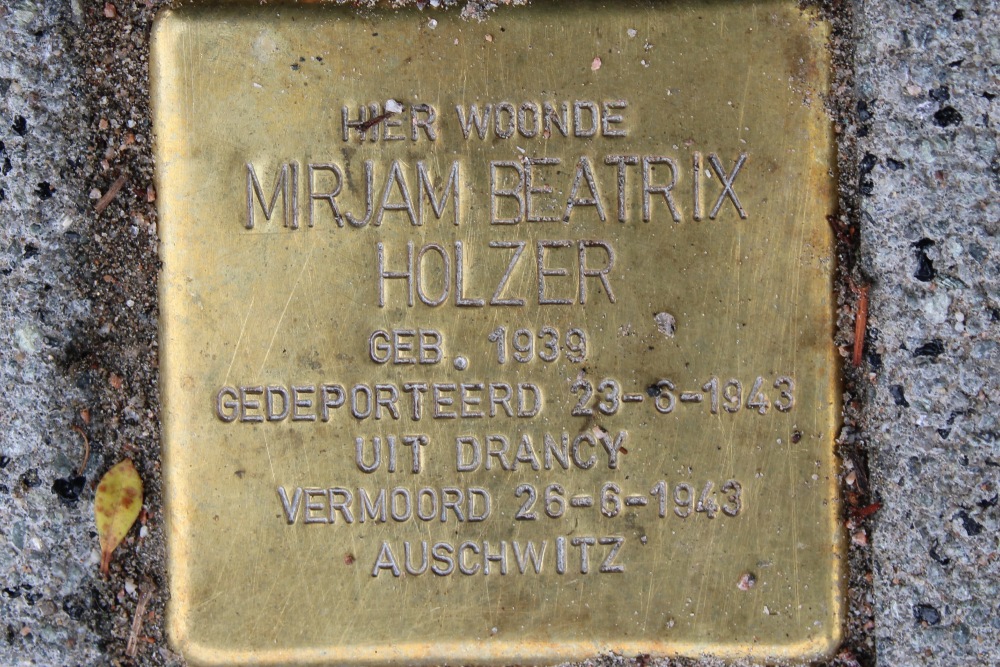 HIER WOONDE
MIRJAM BEATRIX
HOLZER
GEB. 1939
GEDEPORTEERD 23-6-1943
UIT DRANCY
VERMOORD 26-6-1943
AUSCHWITZ